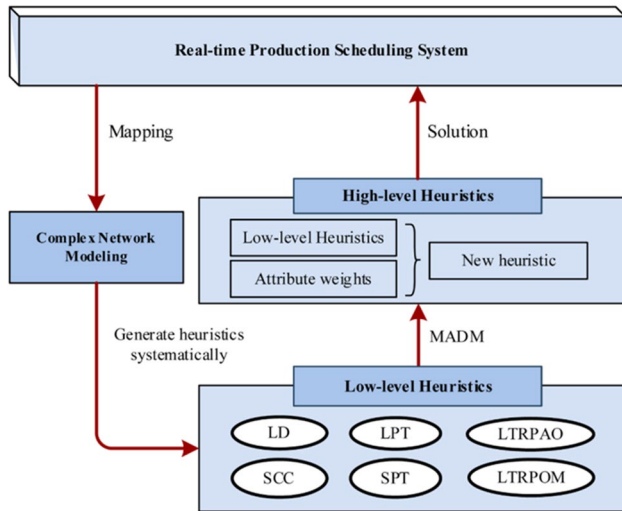 Real-time Production Scheduling System
Mapping
Solution
High-level Heuristics
Complex Network
Modeling
Low-level Heuristics
Attribute weights
New heuristic
Generate heuristics
systematically
MADM
Low-level Heuristics
LD
LPT
LTRPAO
SCC
SPT
LTRPOM